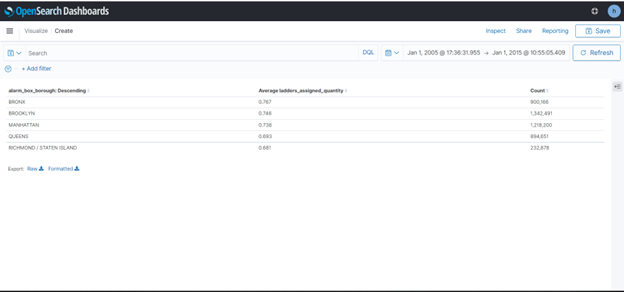 OpenSearch Dashboards
h
Visualize Create Inspect Share Reporting Save
Search DQL Jan 1, 2005 @ 17:36:31.955 → Jan 1, 2015 @ 10:55:05.409 Refresh
+ Add filter
alarm_box_borough: Descending Average ladders_assigned_quantity Count
BRONX 0.767 900,166
BROOKLYN 0.746 1,342,491
MANHATTAN 0.738 1,218,200
QUEENS 0.693 894,651
RICHMOND / STATEN ISLAND 0.681 232,878
Export: Raw Formatted